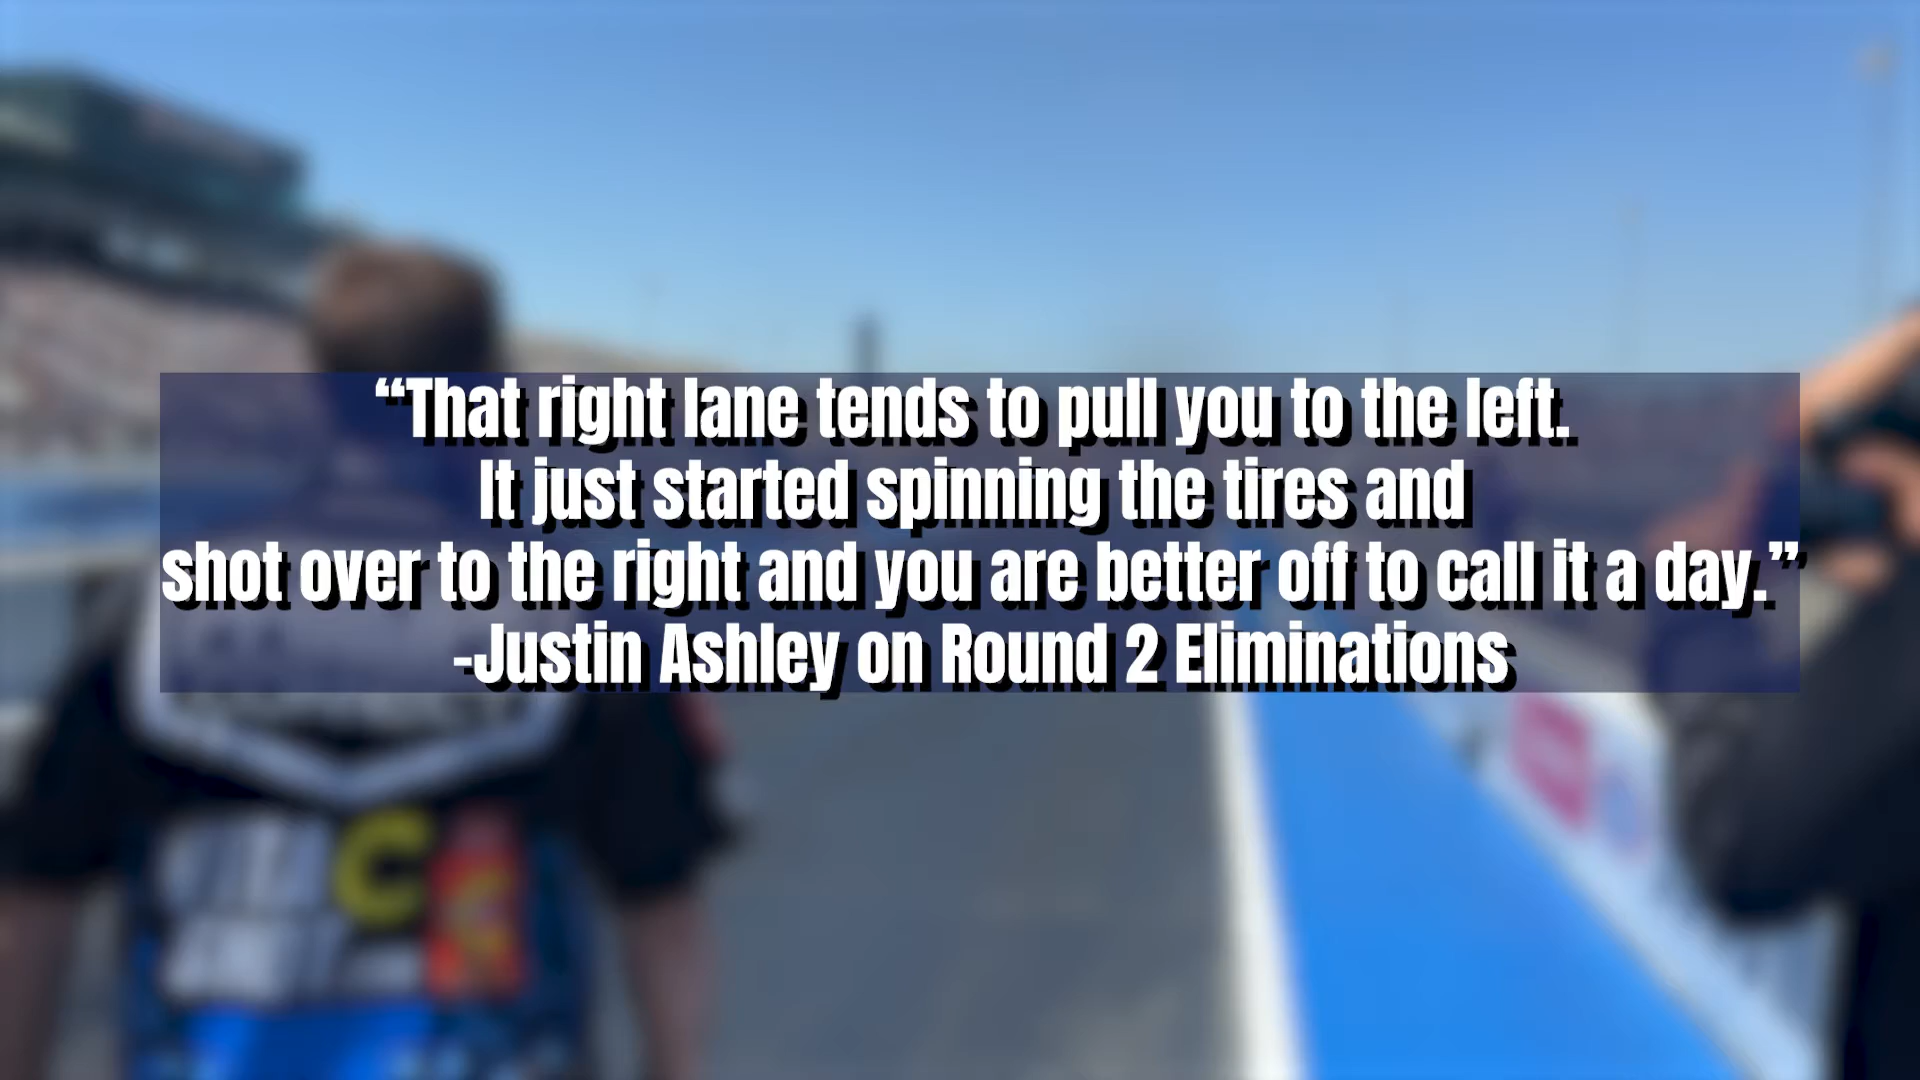 “That right lane tends to pull you to the left.
It just started spinning the tires and
shot over to the right and you are better off to call it a day.”
-Justin Ashley on Round 2 Eliminations